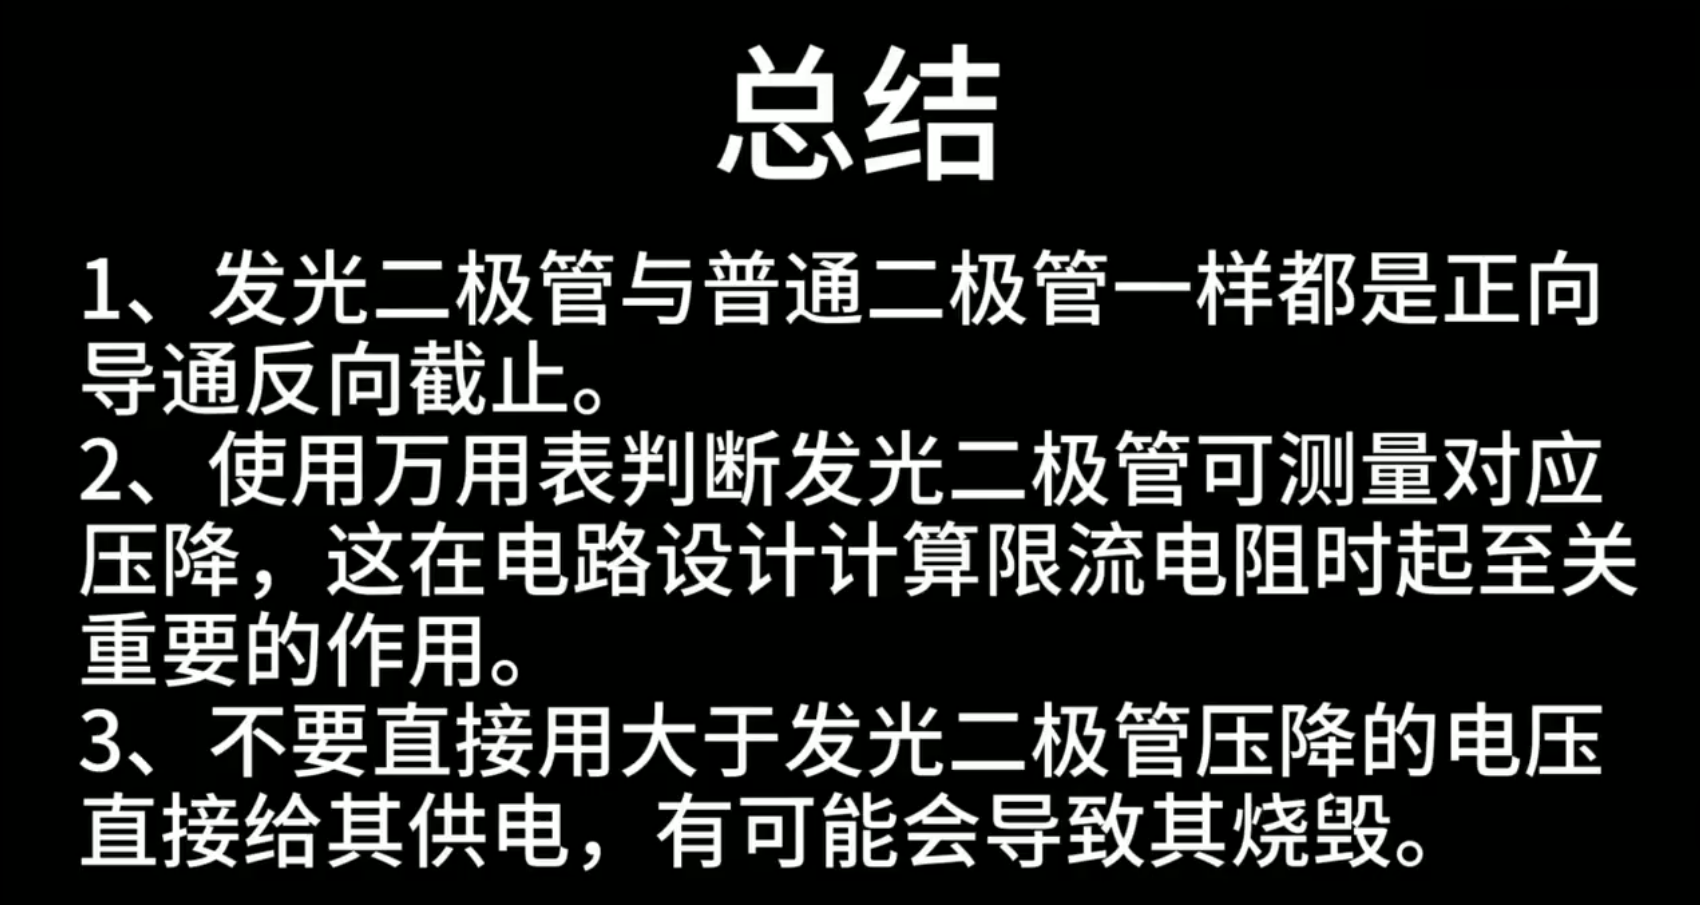 总结
1、发光二极管与普通二极管一样都是正向
导通反向截止。
2、使用万用表判断发光二极管可测量对应
压降，这在电路设计计算限流电阻时起至关
重要的作用。
3、不要直接用大于发光二极管压降的电压
直接给其供电，有可能会导致其烧毁。